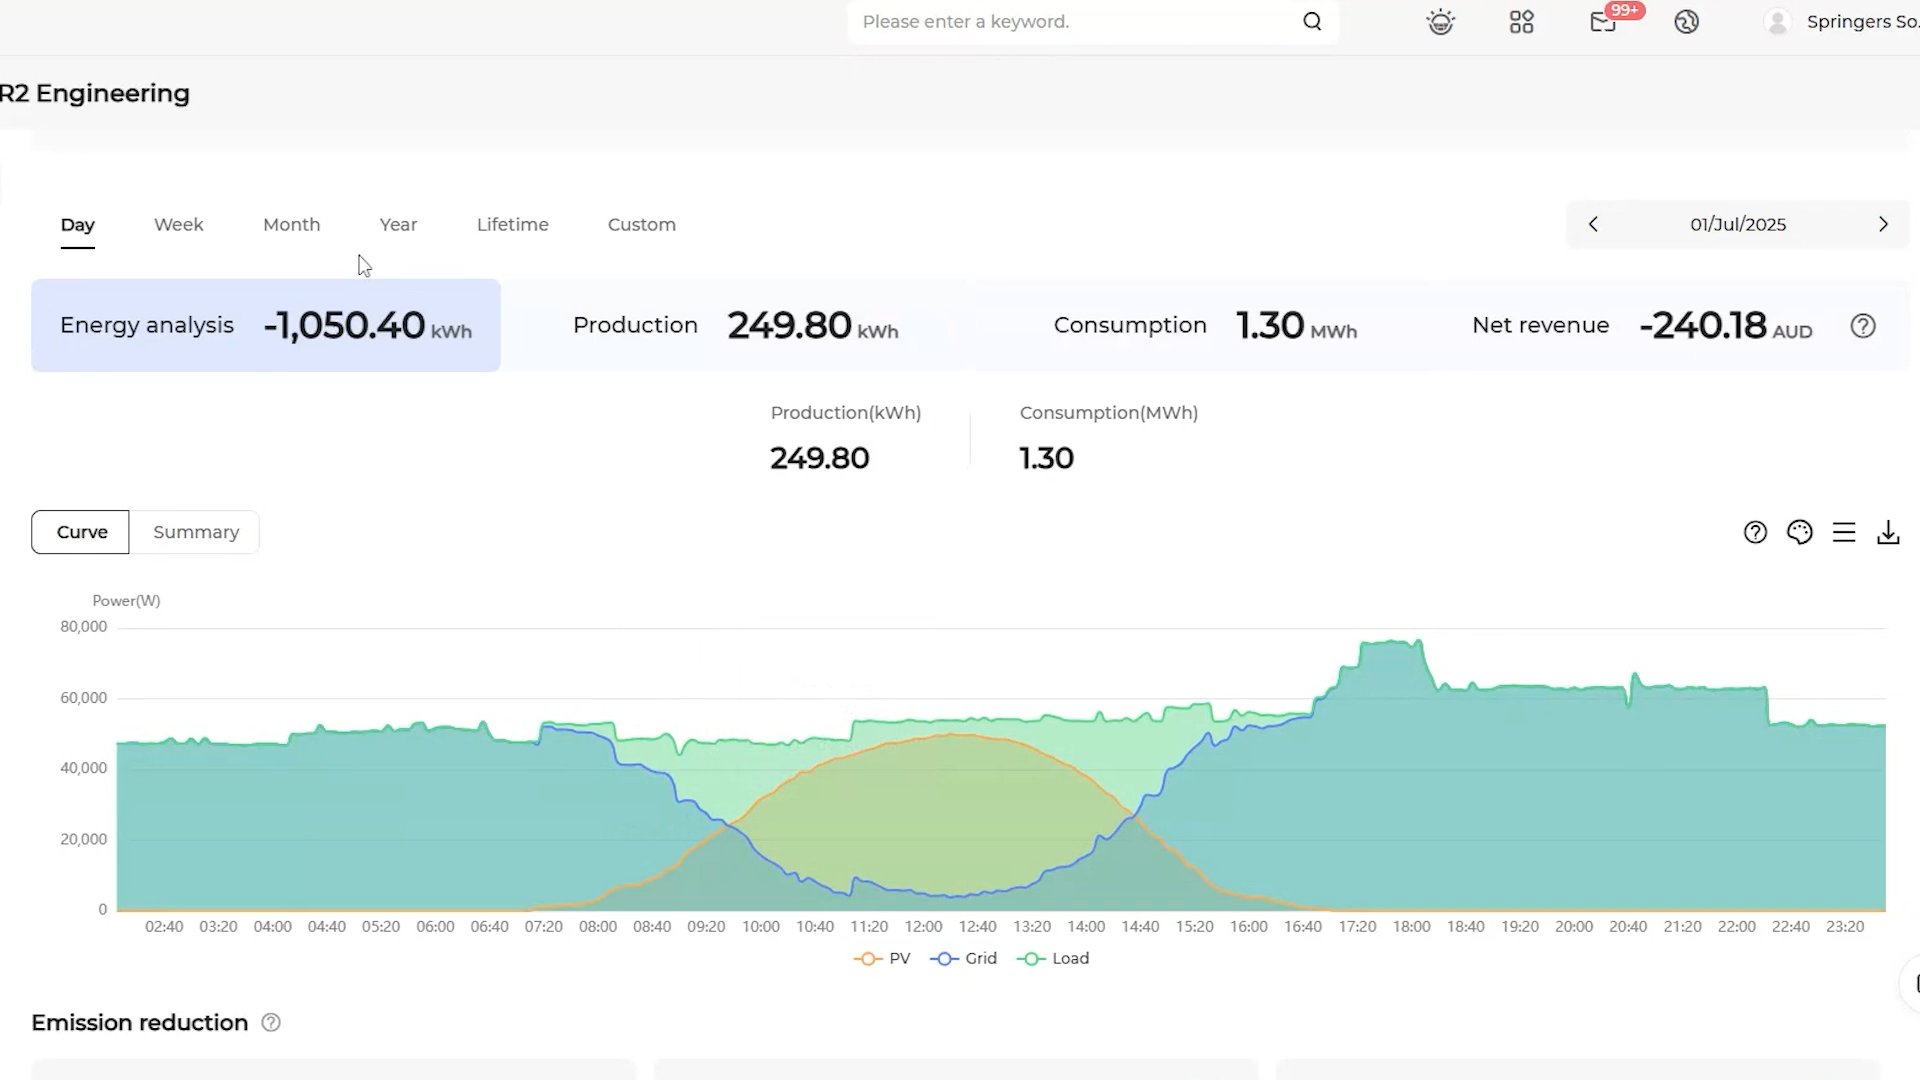 Please enter a keyword.
99+
Springers So.
R2 Engineering
Day Week Month Year Lifetime Custom
01/Jul/2025
Energy analysis -1,050.40 kWh Production 249.80 kWh Consumption 1.30 MWh Net revenue -240.18 AUD
Production(kWh) Consumption(MWh)
249.80 1.30
Curve Summary
Power(W)
80,000
60,000
40,000
20,000
0
02:40 03:20 04:00 04:40 05:20 06:00 06:40 07:20 08:00 08:40 09:20 10:00 10:40 11:20 12:00 12:40 13:20 14:00 14:40 15:20 16:00 16:40 17:20 18:00 18:40 19:20 20:00 20:40 21:20 22:00 22:40 23:20
PV Grid Load
Emission reduction